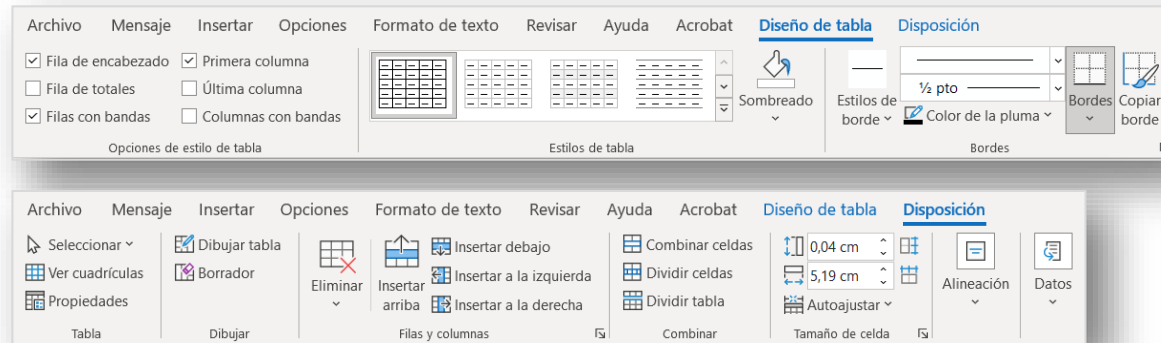 Archivo Mensaje Insertar Opciones Formato de texto Revisar Ayuda Acrobat Diseño de tabla Disposición
Fila de encabezado Primera columna
Fila de totales Última columna
Filas con bandas Columnas con bandas
Opciones de estilo de tabla
Sombreado
Estilos de tabla
Estilos de borde
½ pto
Color de la pluma
Bordes
Copiar borde
Bordes
Archivo Mensaje Insertar Opciones Formato de texto Revisar Ayuda Acrobat Diseño de tabla Disposición
Seleccionar
Ver cuadrículas
Propiedades
Tabla
Dibujar tabla
Borrador
Dibujar
Eliminar
Insertar arriba
Insertar debajo
Insertar a la izquierda
Insertar a la derecha
Filas y columnas
Combinar celdas
Dividir celdas
Dividir tabla
Combinar
0,04 cm
5,19 cm
Autoajustar
Tamaño de celda
Alineación
Datos